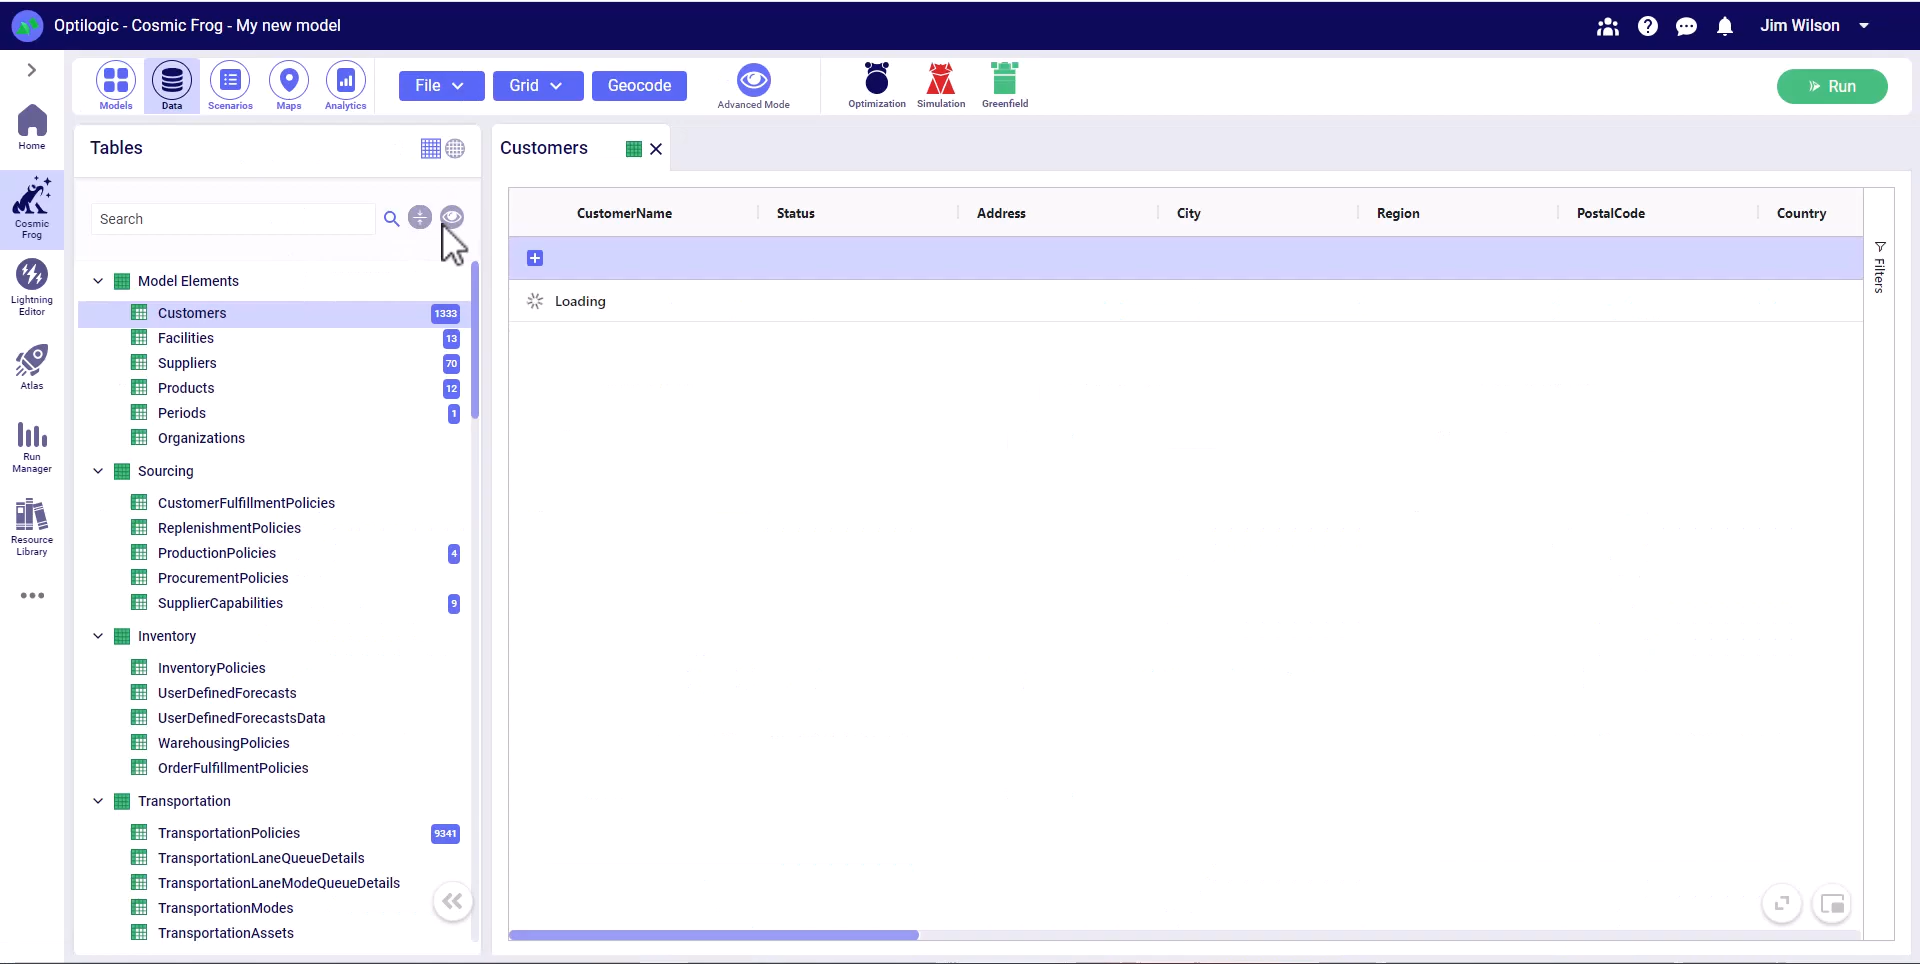 Optilogic - Cosmic Frog - My new model
Jim Wilson
Models
Data
Scenarios
Maps
Analytics
File
Grid
Geocode
Advanced Mode
Optimization
Simulation
Greenfield
Run
Home
Cosmic
Frog
Lightning
Editor
Atlas
Run
Manager
Resource
Library
Tables
Search
Model Elements
Customers 1333
Facilities 13
Suppliers 70
Products 12
Periods 1
Organizations
Sourcing
CustomerFulfillmentPolicies
ReplenishmentPolicies
ProductionPolicies 4
ProcurementPolicies
SupplierCapabilities 9
Inventory
InventoryPolicies
UserDefinedForecasts
UserDefinedForecastsData
WarehousingPolicies
OrderFulfillmentPolicies
Transportation
TransportationPolicies 9341
TransportationLaneQueueDetails
TransportationLaneModeQueueDetails
TransportationModes
TransportationAssets
Customers
CustomerName Status Address City Region PostalCode Country
Loading
Filters